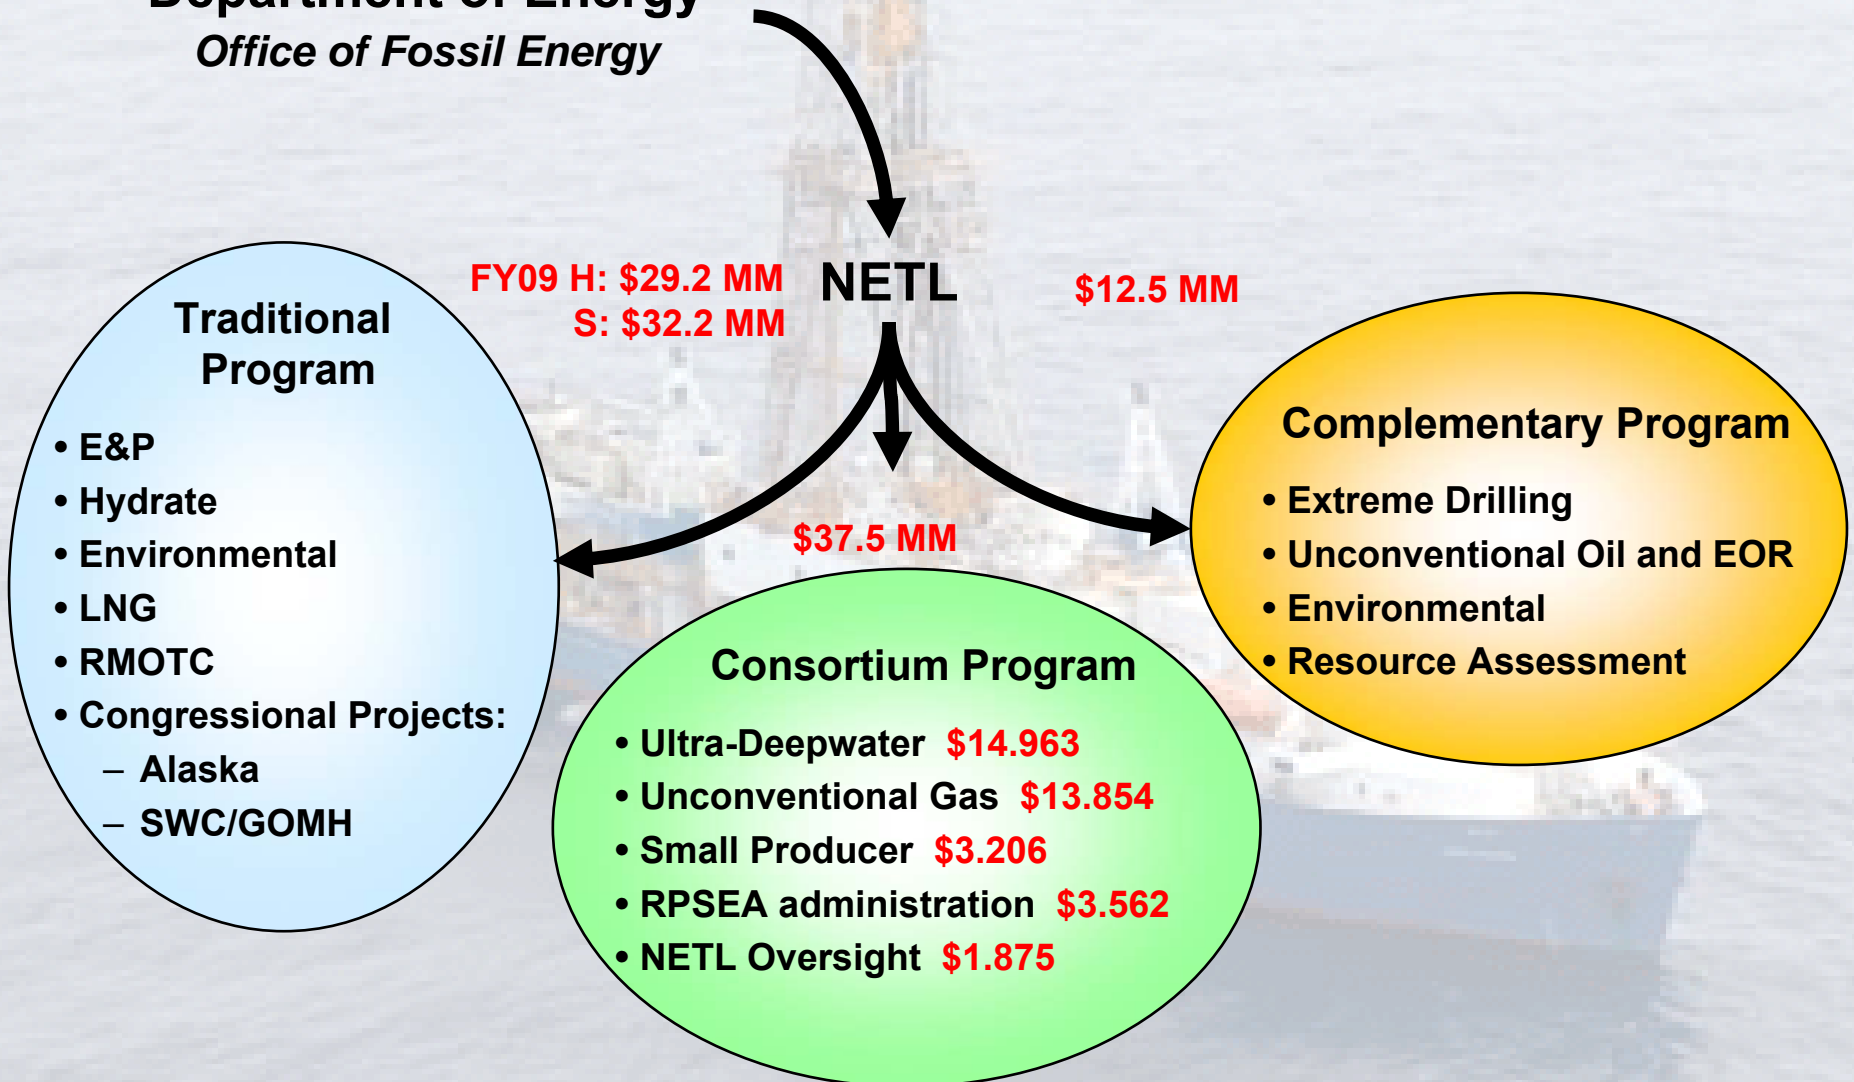 Department of Energy
Office of Fossil Energy
FY09 H: $29.2 MM
S: $32.2 MM
NETL
$12.5 MM
Traditional
Program
• E&P
• Hydrate
• Environmental
• LNG
• RMOTC
• Congressional Projects:
– Alaska
– SWC/GOMH
$37.5 MM
Consortium Program
• Ultra-Deepwater $14.963
• Unconventional Gas $13.854
• Small Producer $3.206
• RPSEA administration $3.562
• NETL Oversight $1.875
Complementary Program
• Extreme Drilling
• Unconventional Oil and EOR
• Environmental
• Resource Assessment